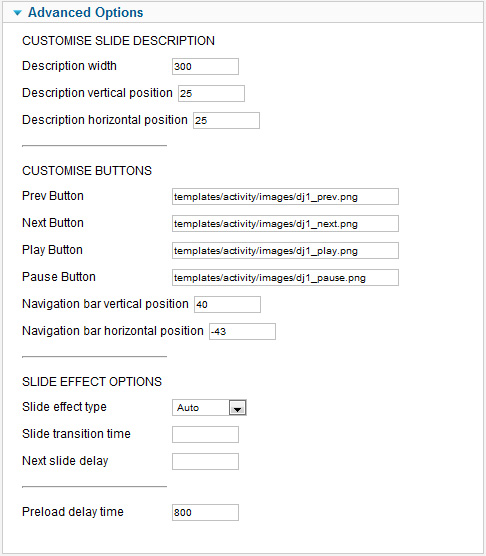 Advanced Options
CUSTOMISE SLIDE DESCRIPTION
Description width 300
Description vertical position 25
Description horizontal position 25
CUSTOMISE BUTTONS
Prev Button templates/activity/images/dj1_prev.png
Next Button templates/activity/images/dj1_next.png
Play Button templates/activity/images/dj1_play.png
Pause Button templates/activity/images/dj1_pause.png
Navigation bar vertical position 40
Navigation bar horizontal position -43
SLIDE EFFECT OPTIONS
Slide effect type Auto
Slide transition time
Next slide delay
Preload delay time 800